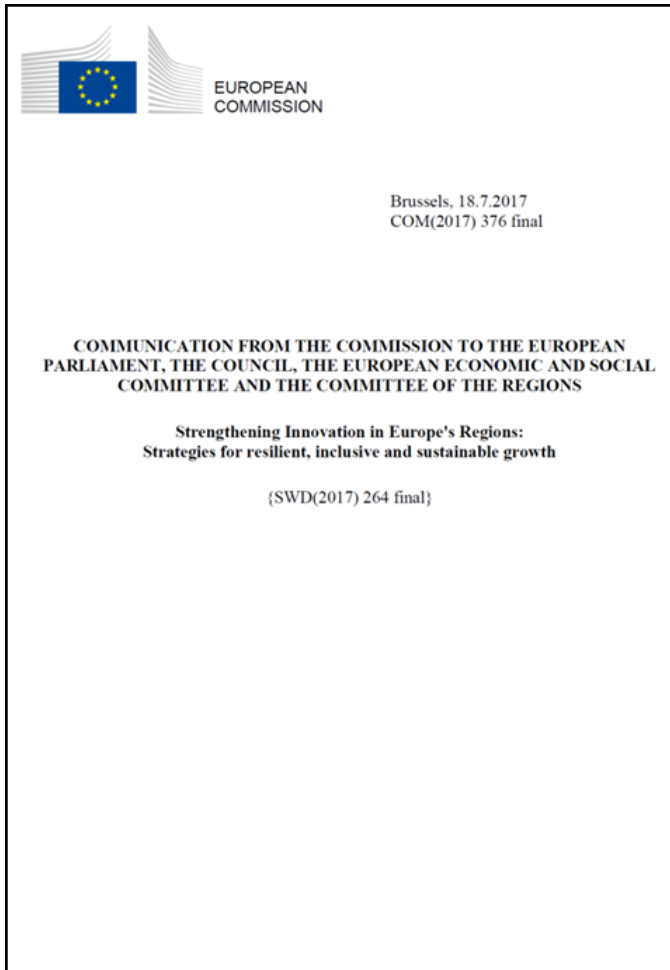 EUROPEAN
COMMISSION
Brussels, 18.7.2017
COM(2017) 376 final
COMMUNICATION FROM THE COMMISSION TO THE EUROPEAN
PARLIAMENT, THE COUNCIL, THE EUROPEAN ECONOMIC AND SOCIAL
COMMITTEE AND THE COMMITTEE OF THE REGIONS
Strengthening Innovation in Europe's Regions:
Strategies for resilient, inclusive and sustainable growth
{SWD(2017) 264 final}